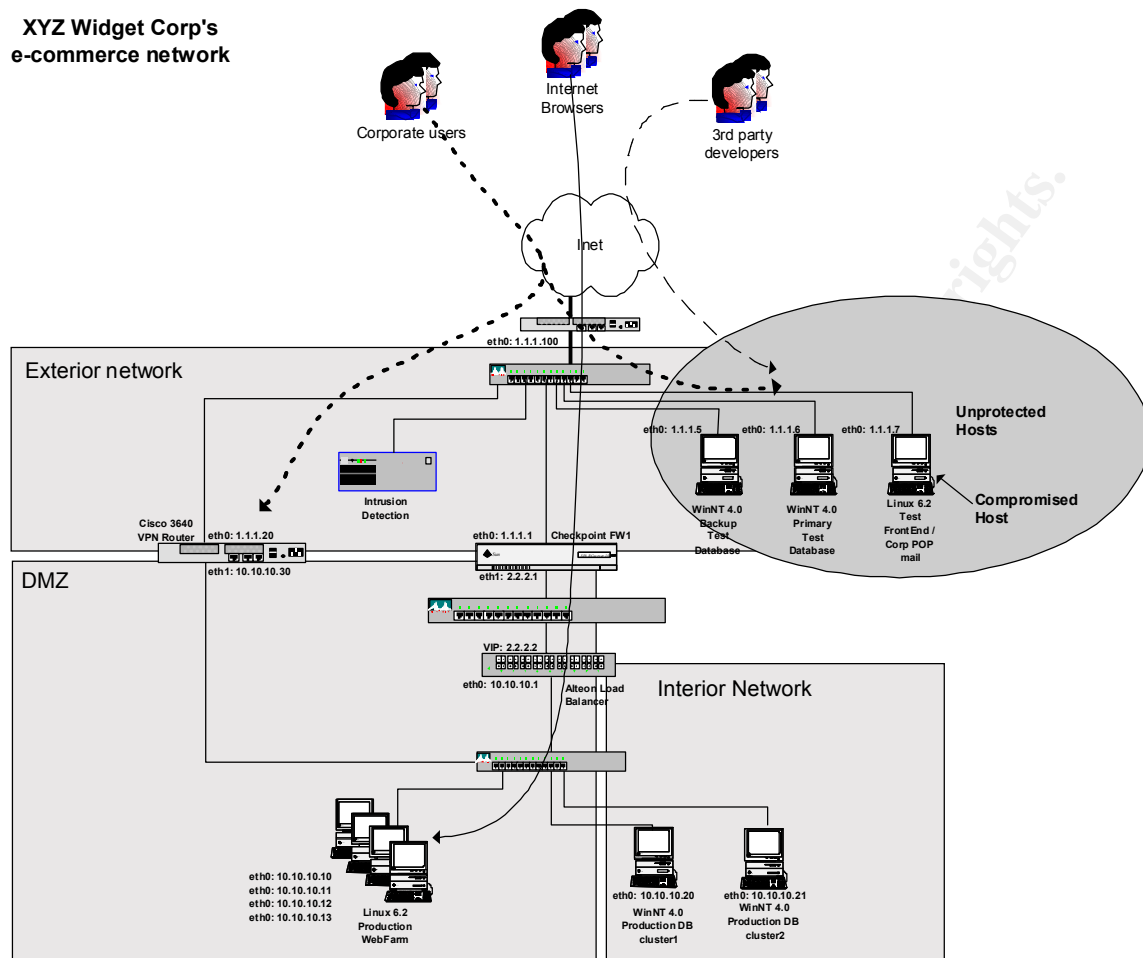 XYZ Widget Corp's
e-commerce network
Corporate users
Internet
Browsers
3rd party
developers
rights.
Inet
eth0: 1.1.1.100
Exterior network
Unprotected
Hosts
eth0: 1.1.1.5
eth0: 1.1.1.6
eth0: 1.1.1.7
Compromised
Host
WinNT 4.0
Backup
Test
Database
WinNT 4.0
Primary
Test
Database
Linux 6.2
Test
FrontEnd /
Corp POP
mail
Intrusion
Detection
Cisco 3640
VPN Router
eth0: 1.1.1.20
eth1: 10.10.10.30
eth0: 1.1.1.1
Checkpoint FW1
eth1: 2.2.2.1
DMZ
VIP: 2.2.2.2
eth0: 10.10.10.1
Alteon Load
Balancer
Interior Network
eth0: 10.10.10.10
eth0: 10.10.10.11
eth0: 10.10.10.12
eth0: 10.10.10.13
Linux 6.2
Production
WebFarm
eth0: 10.10.10.20
WinNT 4.0
Production DB
cluster1
eth0: 10.10.10.21
WinNT 4.0
Production DB
cluster2